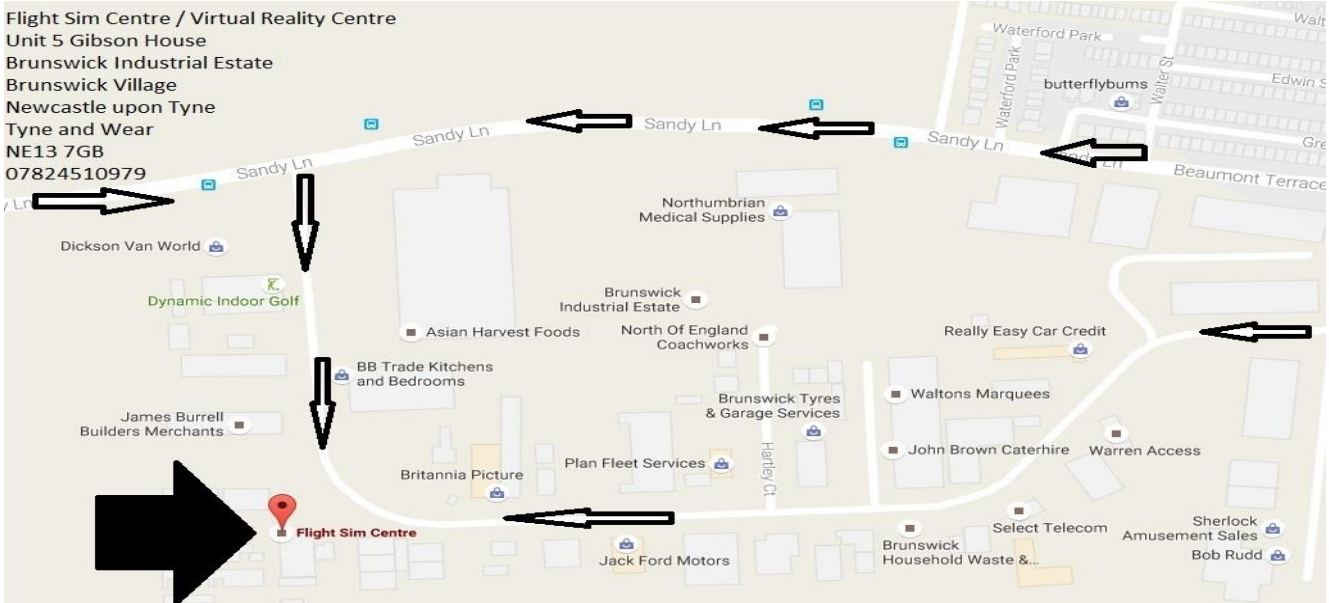 Flight Sim Centre / Virtual Reality Centre
Unit 5 Gibson House
Brunswick Industrial Estate
Brunswick Village
Newcastle upon Tyne
Tyne and Wear
NE13 7GB
07824510979
Waterford Park
Waterford Park
Walter St
Edwin S
butterflybums
Sandy Ln
Sandy Ln
Sandy Ln
Sandy Ln
Beaumont Terrace
Northumbrian
Medical Supplies
Dickson Van World
Dynamic Indoor Golf
Brunswick
Industrial Estate
Asian Harvest Foods
North Of England
Coachworks
Really Easy Car Credit
BB Trade Kitchens
and Bedrooms
Brunswick Tyres
& Garage Services
Waltons Marquees
James Burrell
Builders Merchants
Hartley Ct
John Brown Caterhire
Warren Access
Britannia Picture
Plan Fleet Services
Flight Sim Centre
Select Telecom
Sherlock
Amusement Sales
Bob Rudd
Jack Ford Motors
Brunswick
Household Waste &...